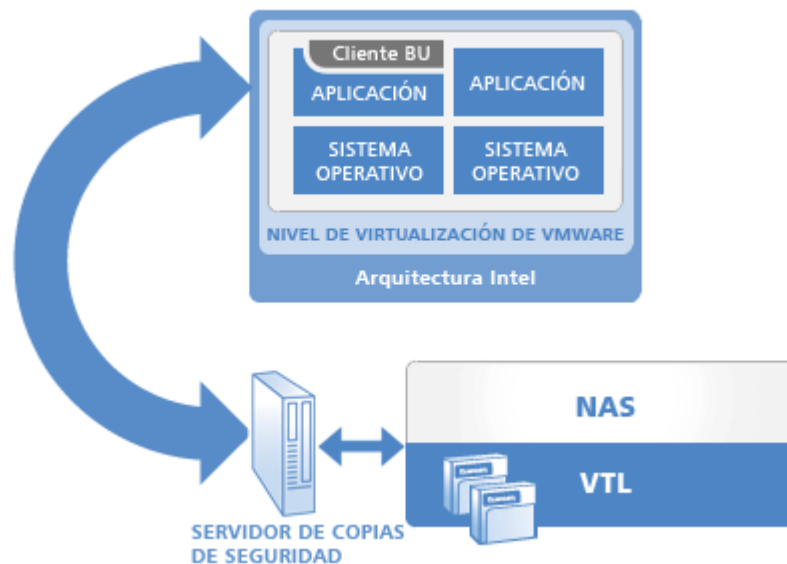 Cliente BU
APLICACIÓN
APLICACIÓN
SISTEMA
OPERATIVO
SISTEMA
OPERATIVO
NIVEL DE VIRTUALIZACIÓN DE VMWARE
Arquitectura Intel
NAS
VTL
SERVIDOR DE COPIAS
DE SEGURIDAD